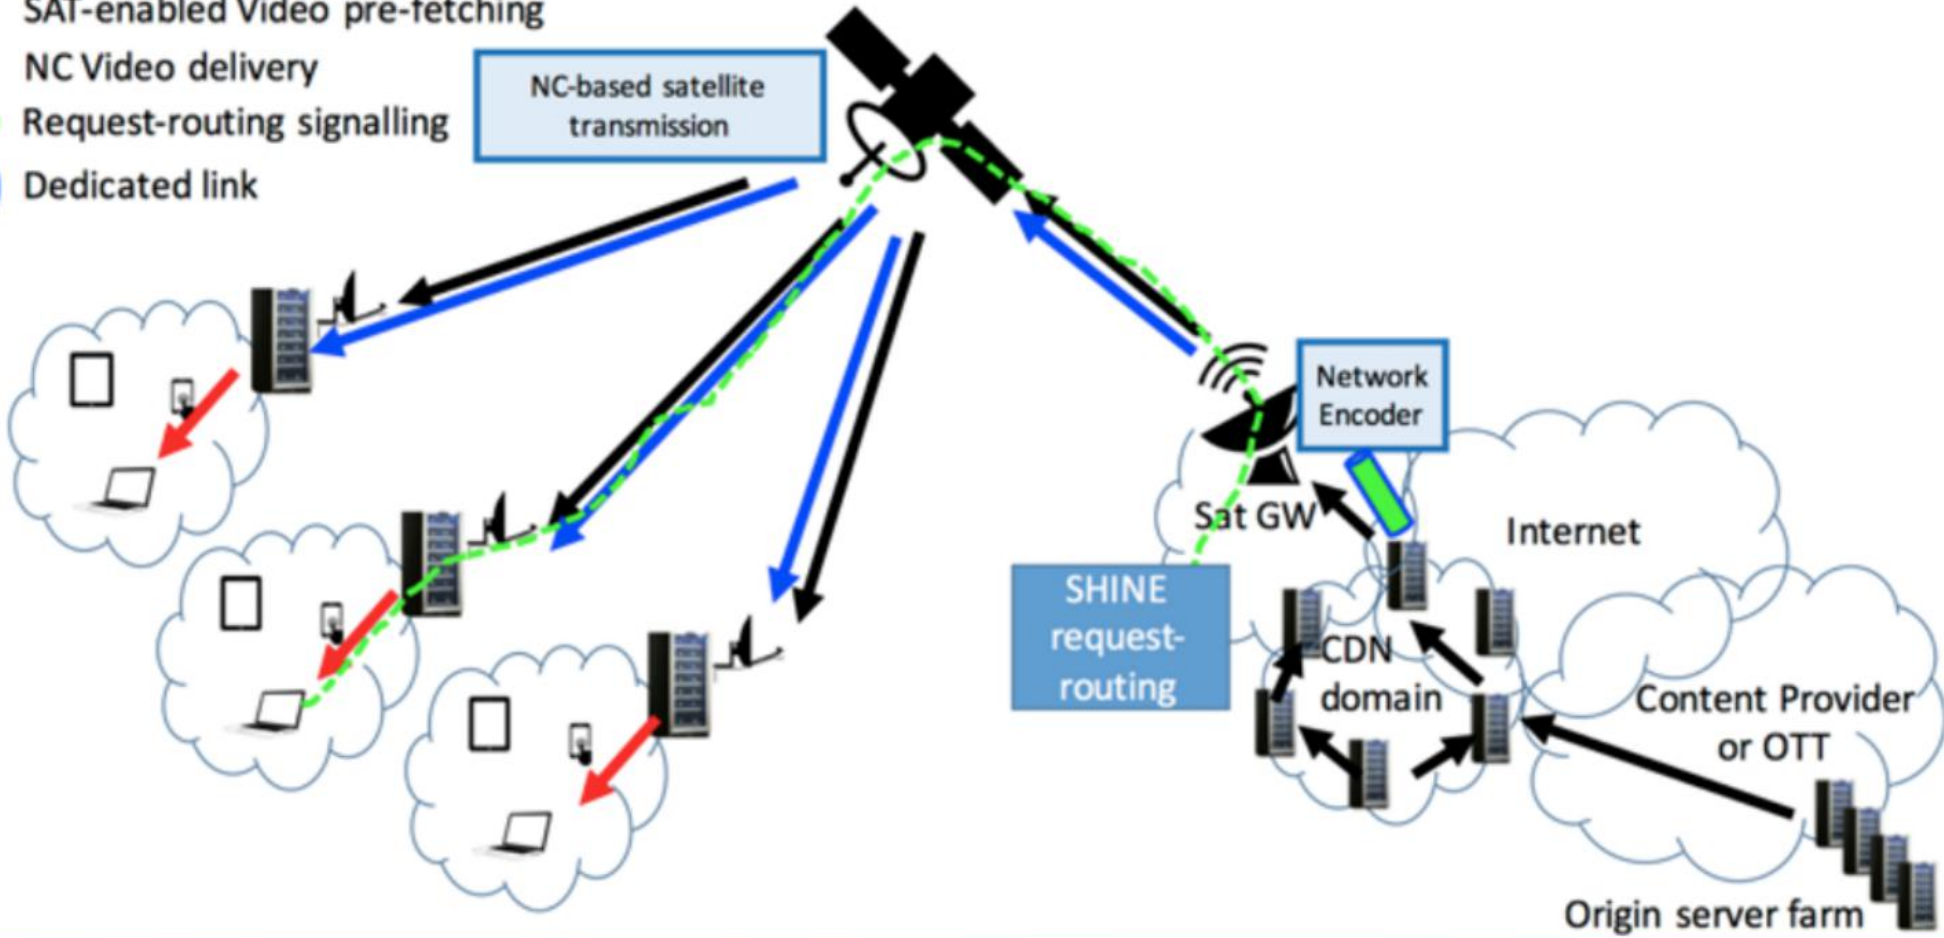 SAT-enabled Video pre-fetching
NC Video delivery
Request-routing signalling
Dedicated link
NC-based satellite
transmission
Network
Encoder
Sat GW
Internet
SHINE
request-
routing
CDN
domain
Content Provider
or OTT
Origin server farm